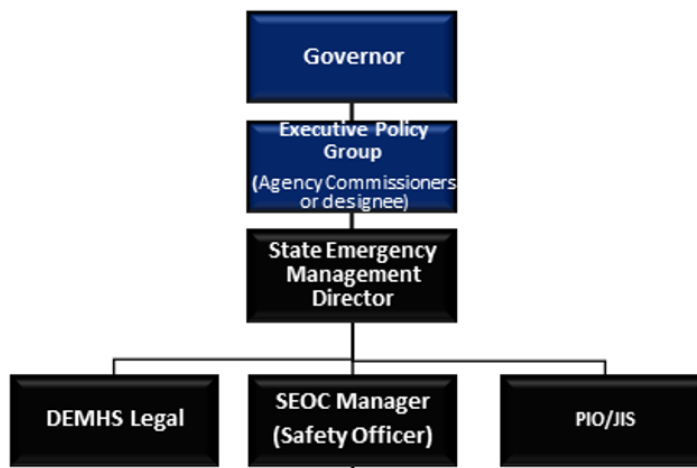 Governor
Executive Policy
Group
(Agency Commissioners
or designee)
State Emergency
Management
Director
DEMHS Legal
SEOC Manager
(Safety Officer)
PIO/JIS